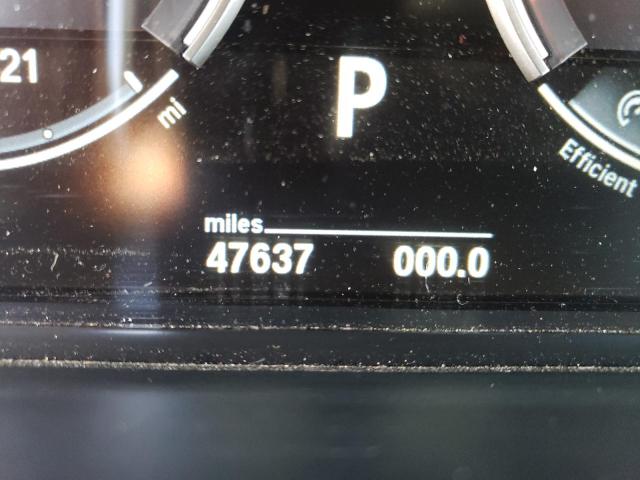 21
mi
P
Efficient
miles
47637 000.0